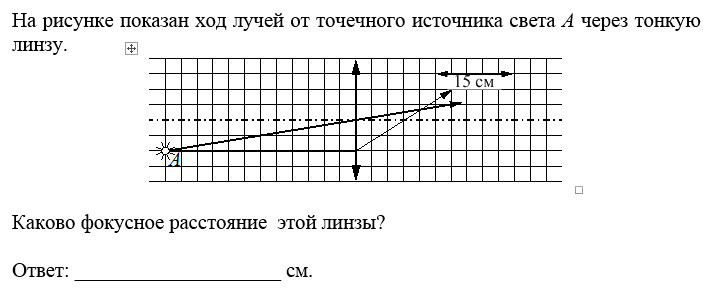 На рисунке показан ход лучей от точечного источника света A через тонкую
линзу.
15 см
A
Каково фокусное расстояние этой линзы?
Ответ: ____________________ см.